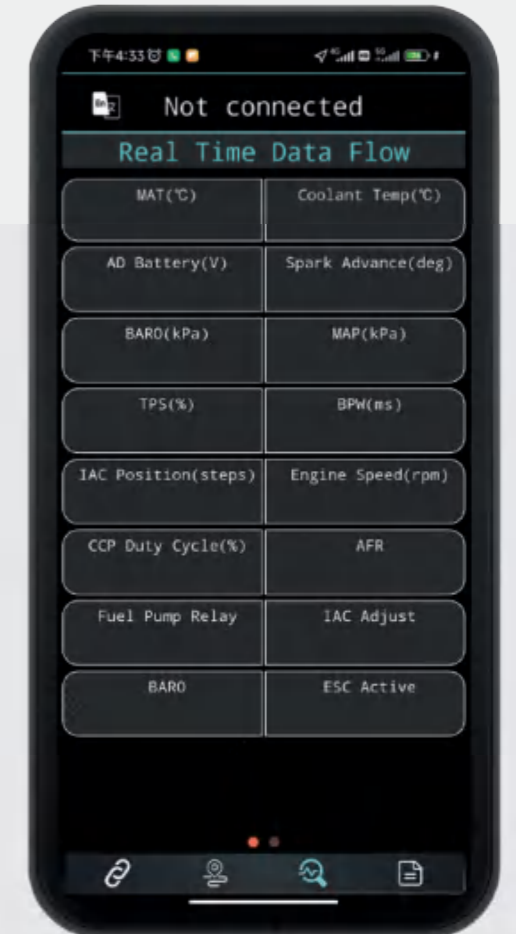 下午4:33
Not connected
Real Time Data Flow
MAT(℃)
Coolant Temp(℃)
AD Battery(V)
Spark Advance(deg)
BARO(kPa)
MAP(kPa)
TPS(%)
BPW(ms)
IAC Position(steps)
Engine Speed(rpm)
CCP Duty Cycle(%)
AFR
Fuel Pump Relay
IAC Adjust
BARO
ESC Active